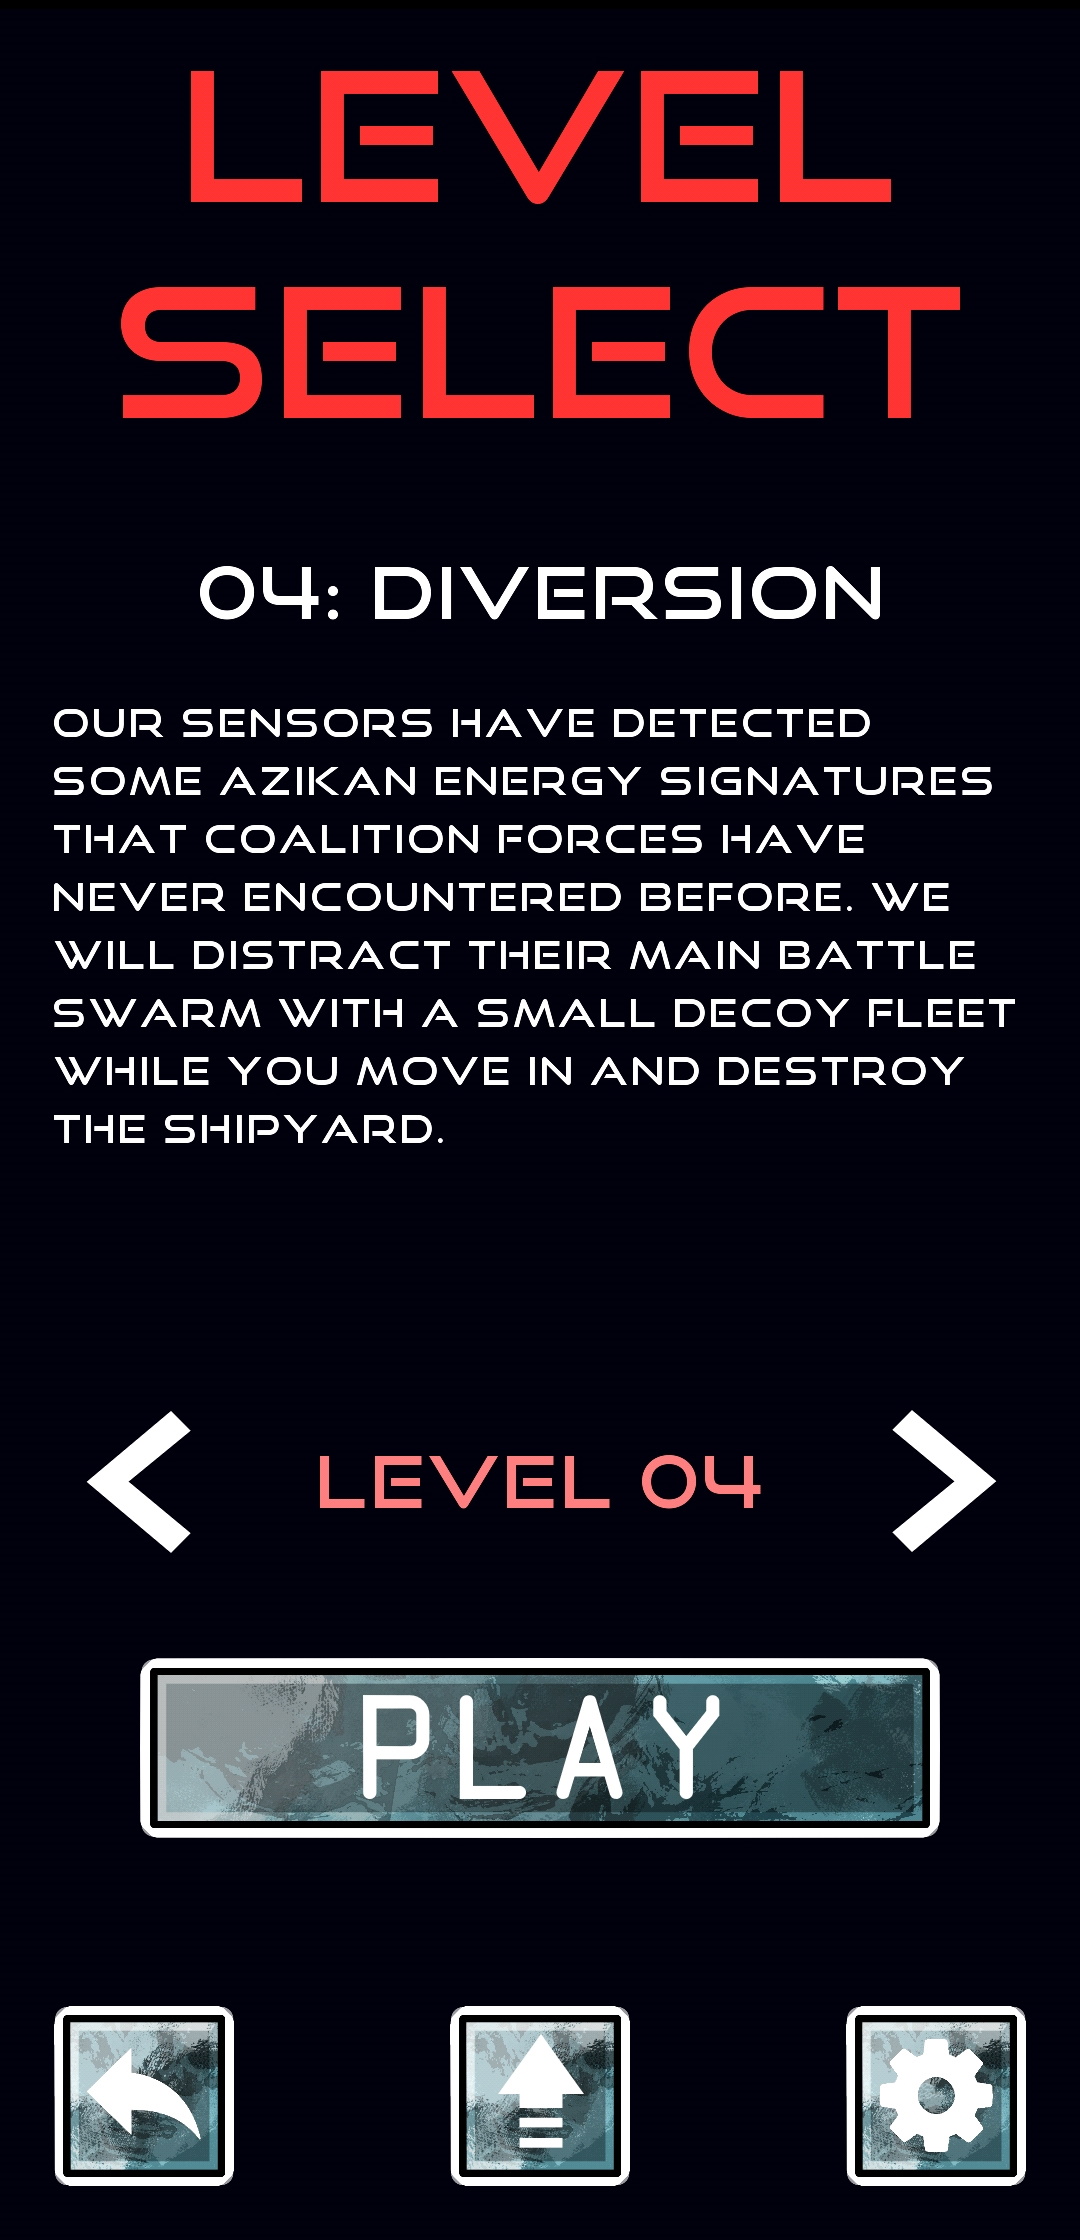 LEVEL
SELECT
04: DIVERSION
OUR SENSORS HAVE DETECTED
SOME AZIKAN ENERGY SIGNATURES
THAT COALITION FORCES HAVE
NEVER ENCOUNTERED BEFORE. WE
WILL DISTRACT THEIR MAIN BATTLE
SWARM WITH A SMALL DECOY FLEET
WHILE YOU MOVE IN AND DESTROY
THE SHIPYARD.
LEVEL 04
PLAY